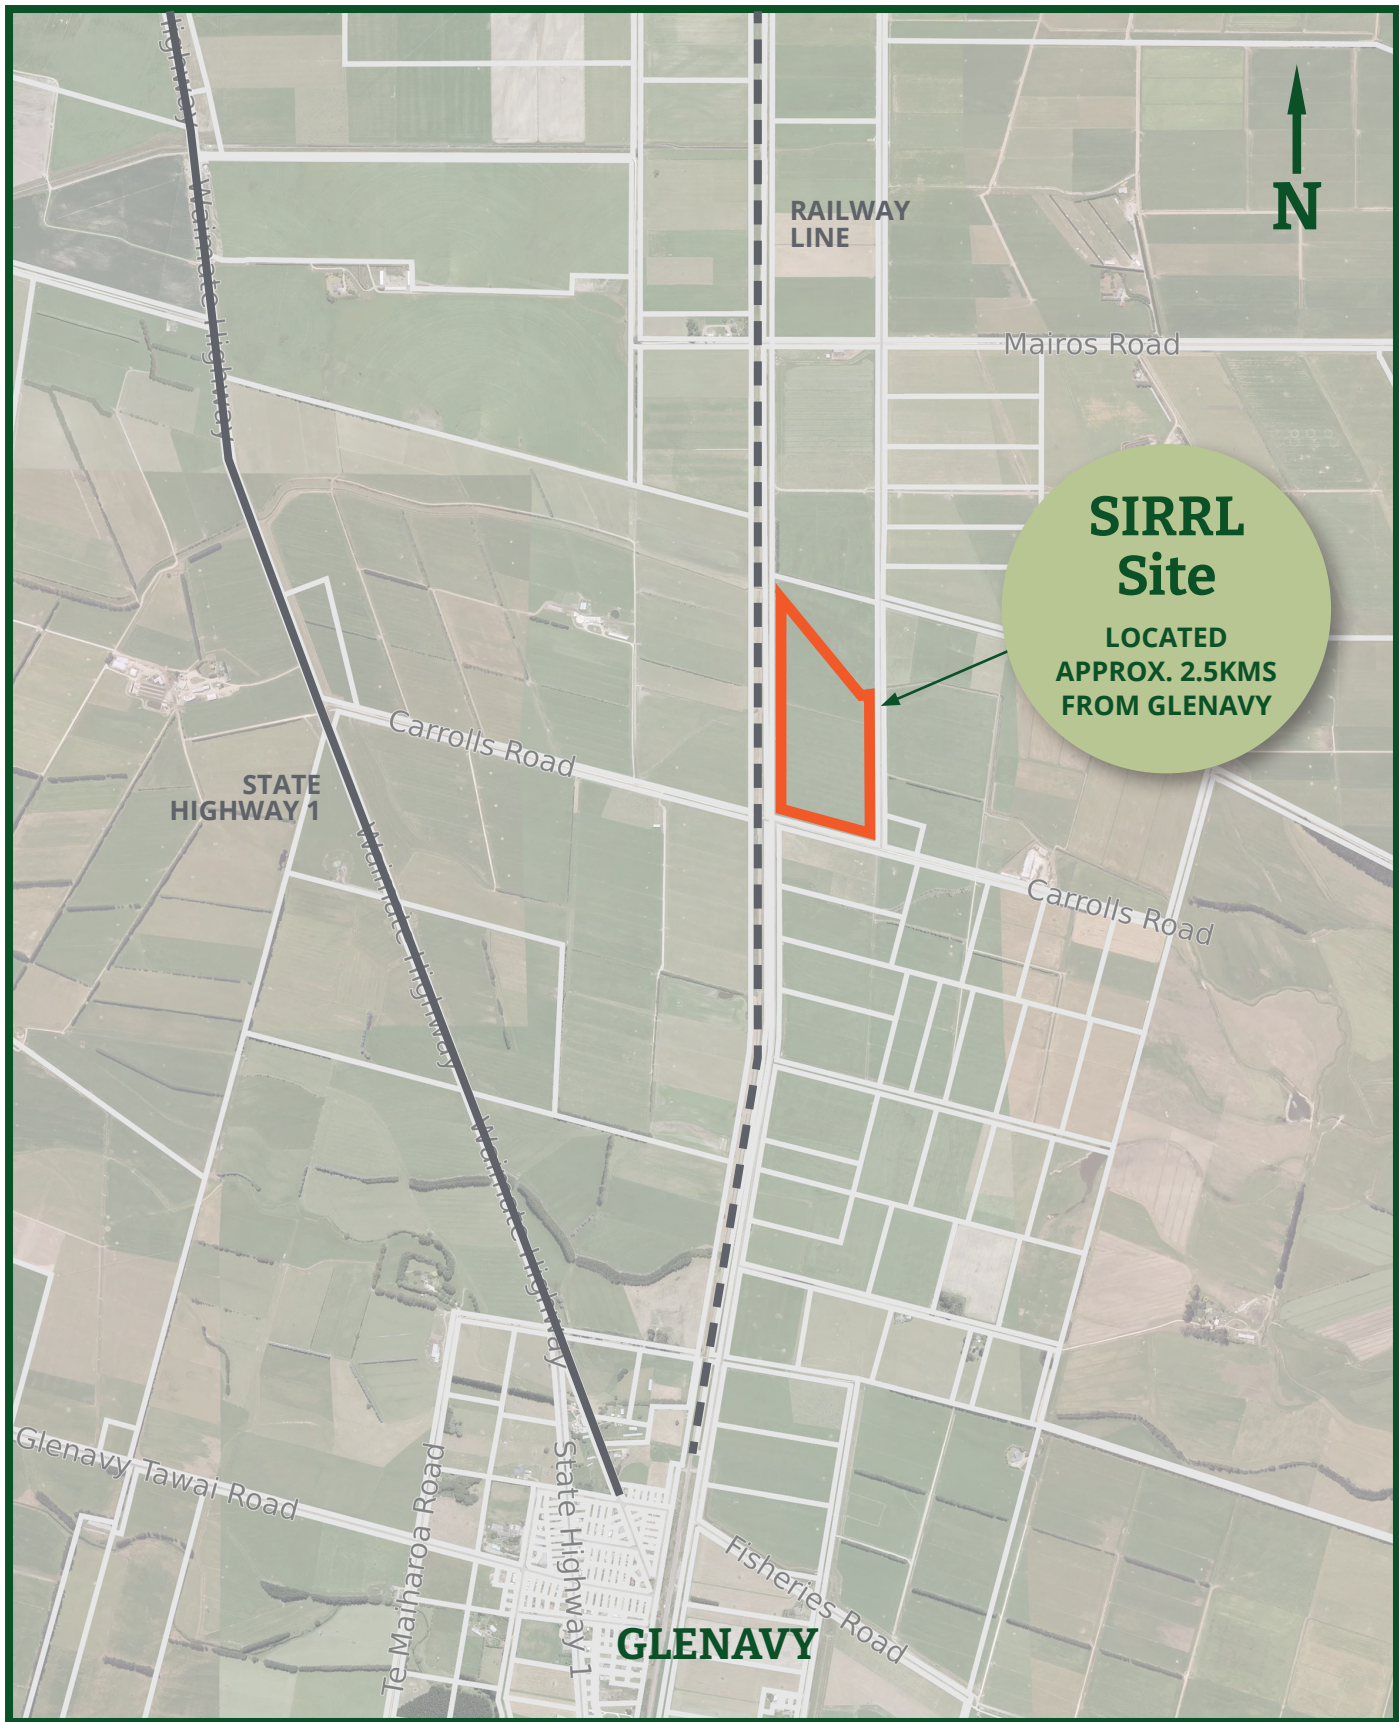 ighway
N
Waimate Highway
RAILWAY
LINE
Mairos Road
SIRRL
Site
LOCATED
APPROX. 2.5KMS
FROM GLENAVY
Carrolls Road
STATE
HIGHWAY 1
Waimate Highway
Carrolls Road
Waimate Highway
Glenavy Tawai Road
Te Maiharoa Road
State Highway 1
Fisheries Road
GLENAVY